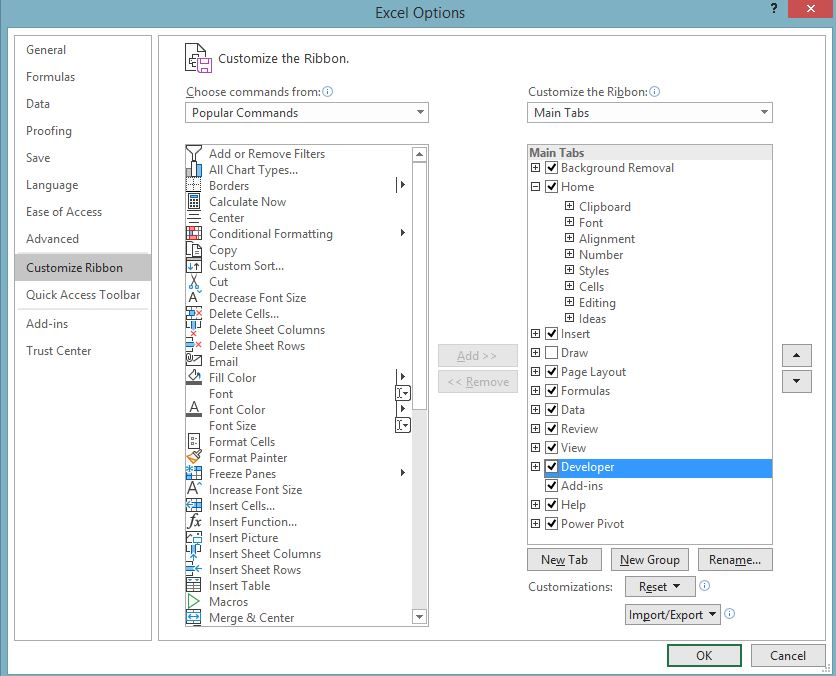 Excel Options
?
General
Formulas
Data
Proofing
Save
Language
Ease of Access
Advanced
Customize Ribbon
Quick Access Toolbar
Add-ins
Trust Center
Customize the Ribbon.
Choose commands from:
Popular Commands
Add or Remove Filters
All Chart Types...
Borders
Calculate Now
Center
Conditional Formatting
Copy
Custom Sort...
Cut
Decrease Font Size
Delete Cells...
Delete Sheet Columns
Delete Sheet Rows
Email
Fill Color
Font
Font Color
Font Size
Format Cells
Format Painter
Freeze Panes
Increase Font Size
Insert Cells...
Insert Function...
Insert Picture
Insert Sheet Columns
Insert Sheet Rows
Insert Table
Macros
Merge & Center
Add >>
<< Remove
Customize the Ribbon:
Main Tabs
Main Tabs
Background Removal
Home
Clipboard
Font
Alignment
Number
Styles
Cells
Editing
Ideas
Insert
Draw
Page Layout
Formulas
Data
Review
View
Developer
Add-ins
Help
Power Pivot
New Tab
New Group
Rename...
Customizations:
Reset
Import/Export
OK
Cancel